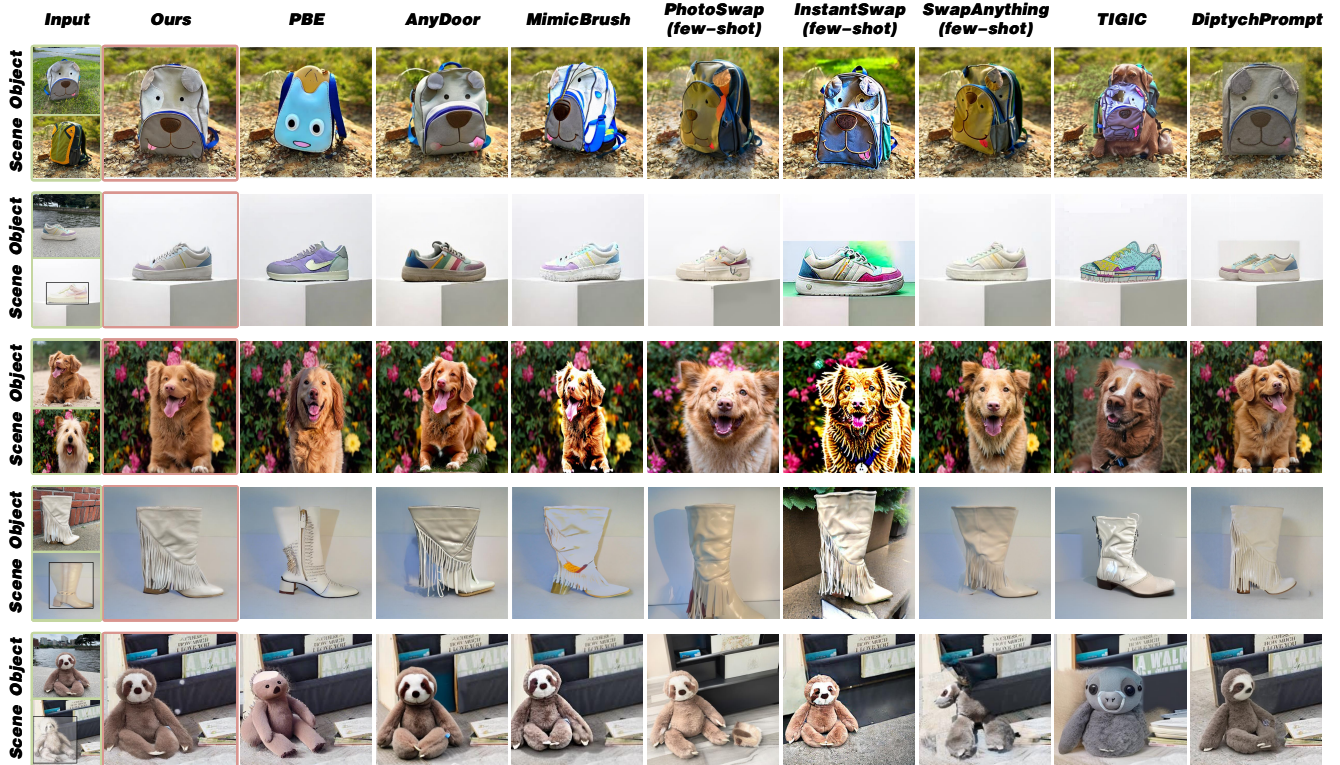 Input
Ours
PBE
AnyDoor
MimicBrush
PhotoSwap
(few-shot)
InstantSwap
(few-shot)
SwapAnything
(few-shot)
TIGIC
DiptychPrompt
Object
Scene
Object
Scene
Object
Scene
Object
Scene
Object
Scene